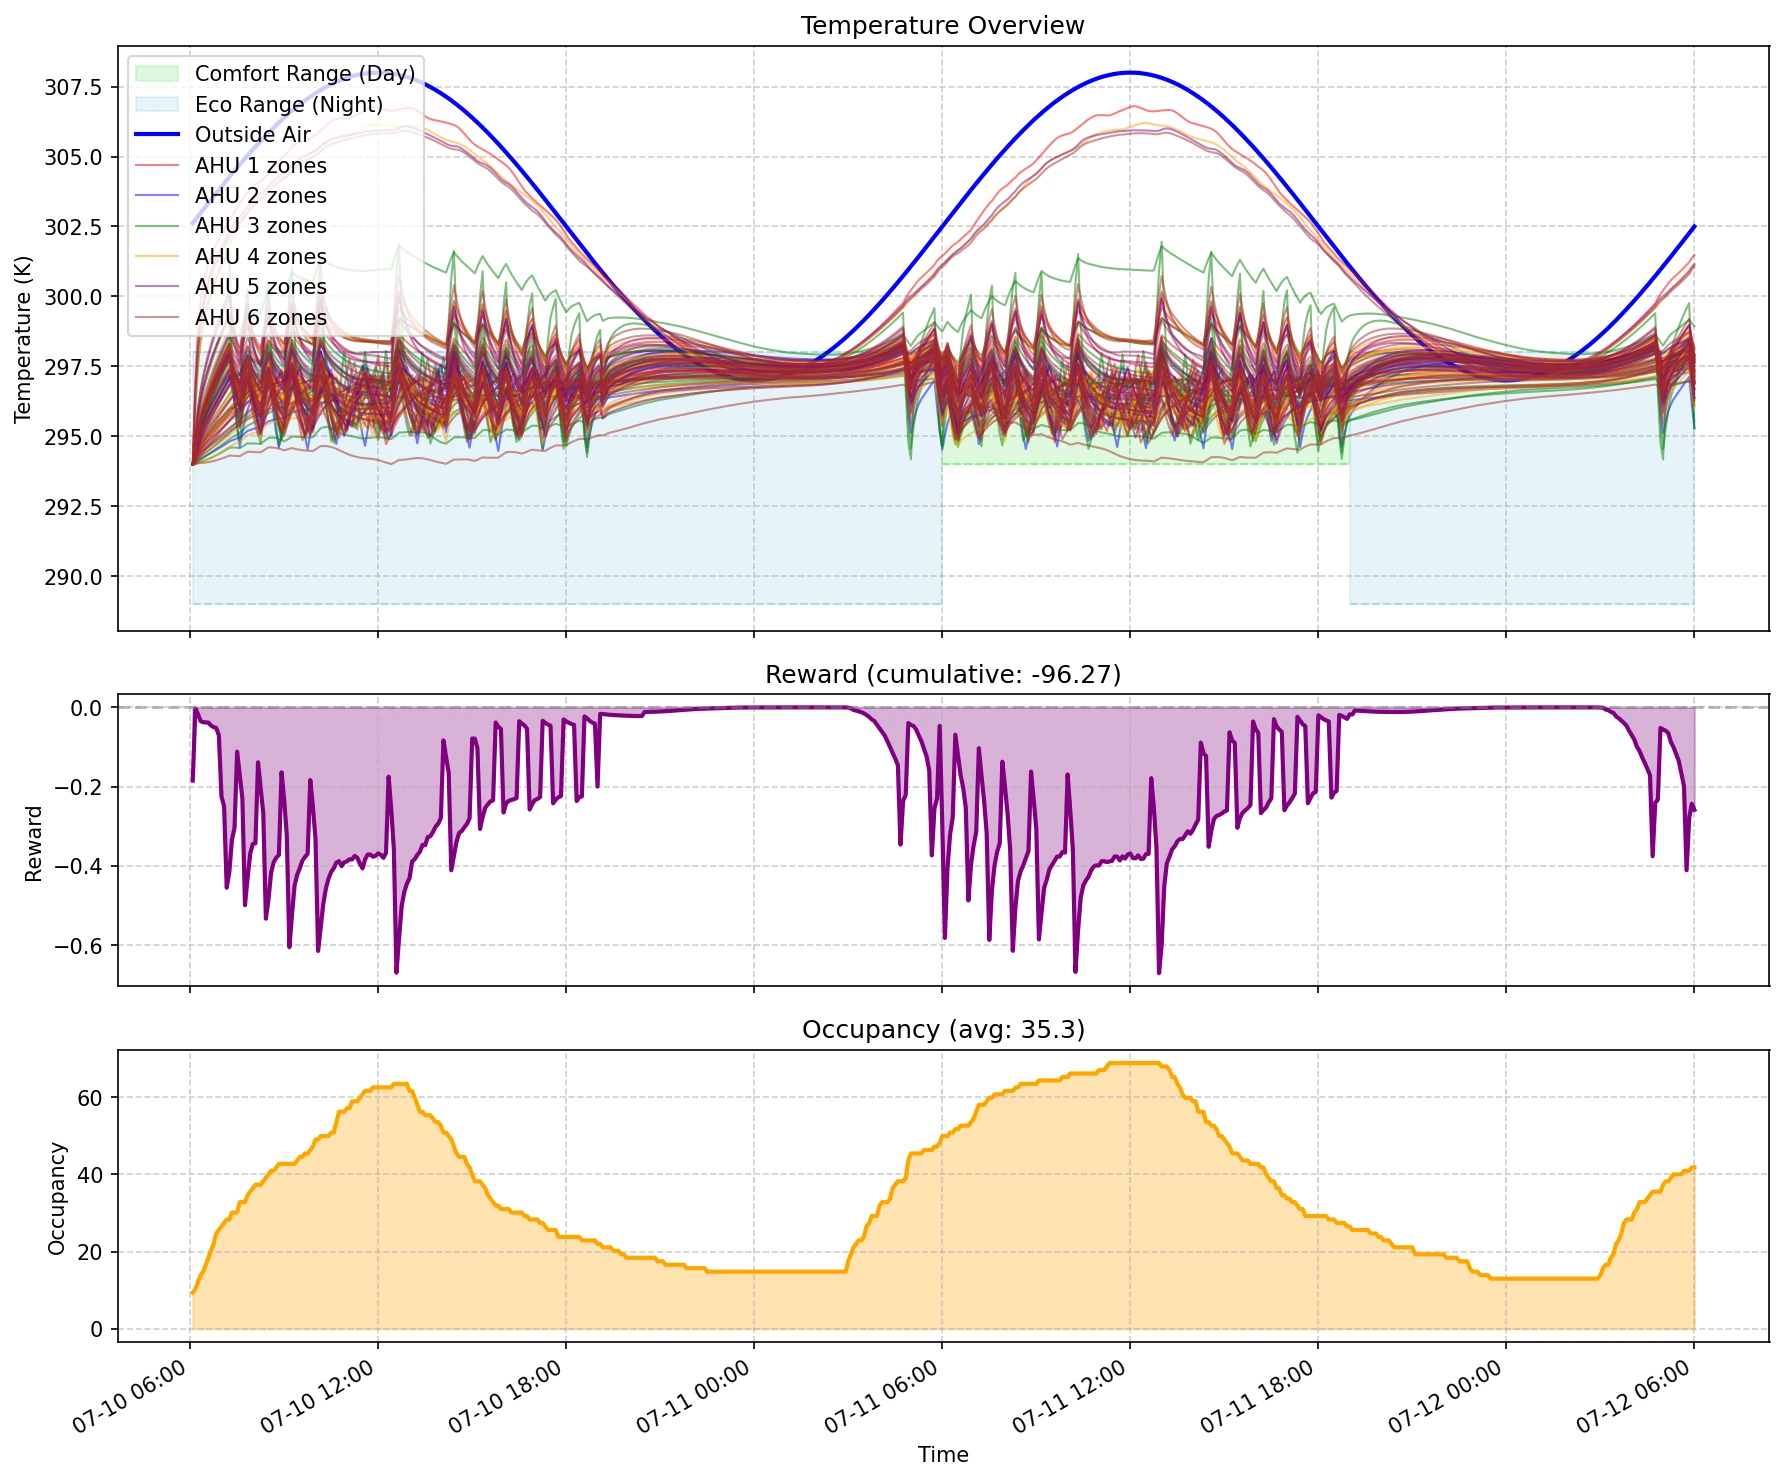 Temperature Overview
Temperature (K)
307.5
305.0
302.5
300.0
297.5
295.0
292.5
290.0
Comfort Range (Day)
Eco Range (Night)
Outside Air
AHU 1 zones
AHU 2 zones
AHU 3 zones
AHU 4 zones
AHU 5 zones
AHU 6 zones
Reward (cumulative: -96.27)
Reward
0.0
−0.2
−0.4
−0.6
Occupancy (avg: 35.3)
Occupancy
60
40
20
0
07-10 06:00
07-10 12:00
07-10 18:00
07-11 00:00
07-11 06:00
07-11 12:00
07-11 18:00
07-12 00:00
07-12 06:00
Time